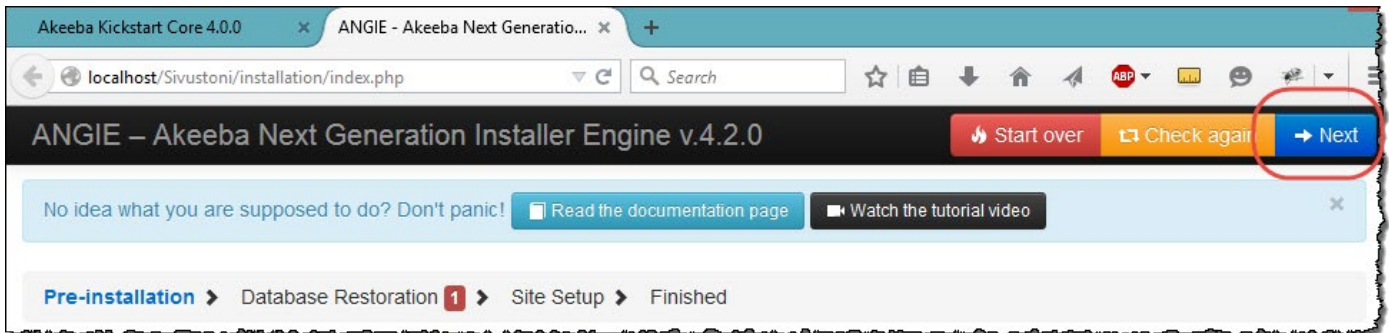 Akeeba Kickstart Core 4.0.0 ANGIE - Akeeba Next Generatio...
localhost/Sivustoni/installation/index.php Search ABP
ANGIE – Akeeba Next Generation Installer Engine v.4.2.0 Start over Check again Next
No idea what you are supposed to do? Don't panic! Read the documentation page Watch the tutorial video
Pre-installation Database Restoration 1 Site Setup Finished